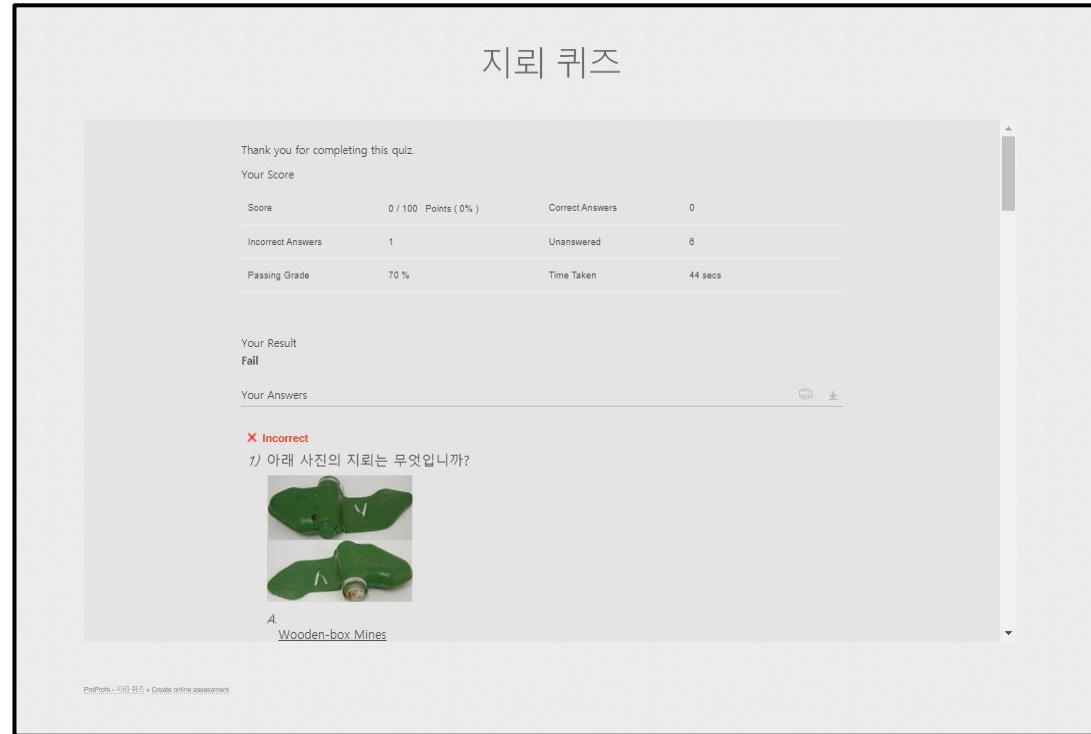 지뢰 퀴즈
Thank you for completing this quiz.
Your Score
Score 0 / 100 Points ( 0% ) Correct Answers 0
Incorrect Answers 1 Unanswered 6
Passing Grade 70 % Time Taken 44 secs
Your Result
Fail
Your Answers
Incorrect
1) 아래 사진의 지뢰는 무엇입니까?
A.
Wooden-box Mines
ProProfs - 지뢰 퀴즈 » Create online assessment